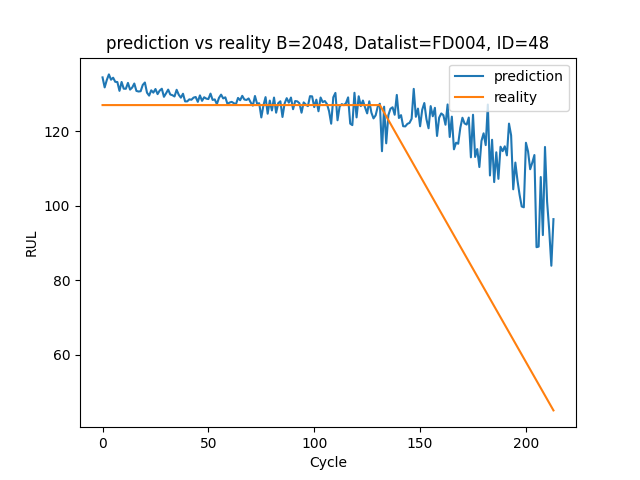 prediction vs reality B=2048, Datalist=FD004, ID=48
prediction
reality
RUL
120
100
80
60
0
50
100
150
200
Cycle